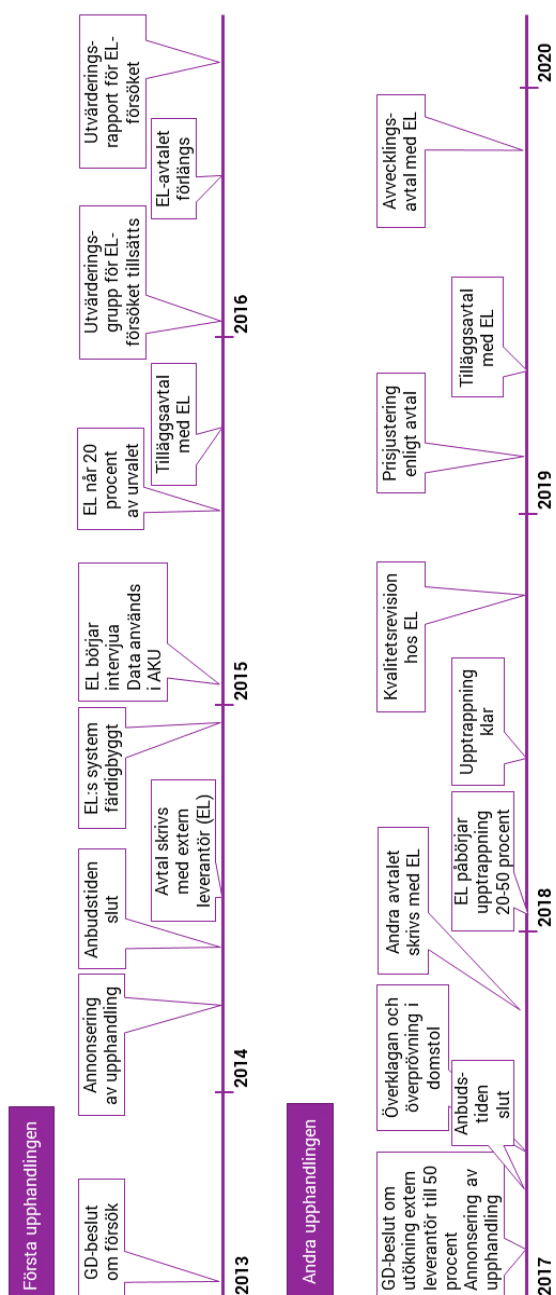 Första upphandlingen
GD-beslut
om försök
Annonsering
av upphandling
Anbudstiden
slut
Avtal skrivs
med extern
leverantör (EL)
EL:s system
färdigbyggt
EL börjar
intervjua
Data används
i AKU
EL når 20
procent
av urvalet
Tilläggsavtal
med EL
Utvärderings-
grupp för EL-
försöket tillsätts
EL-avtalet
förlängs
Utvärderings-
rapport för EL-
försöket
2013
2014
2015
2016
Andra upphandlingen
GD-beslut om
utökning extern
leverantör till 50
procent
Annonsering av
upphandling
Anbuds-
tiden
slut
Överklagan och
överprövning i
domstol
Andra avtalet
skrivs med EL
EL påbörjar
upptrappning
20-50 procent
Upptrappning
klar
Kvalitetsrevision
hos EL
Prisjustering
enligt avtal
Tilläggsavtal
med EL
Avvecklings-
avtal med EL
2017
2018
2019
2020